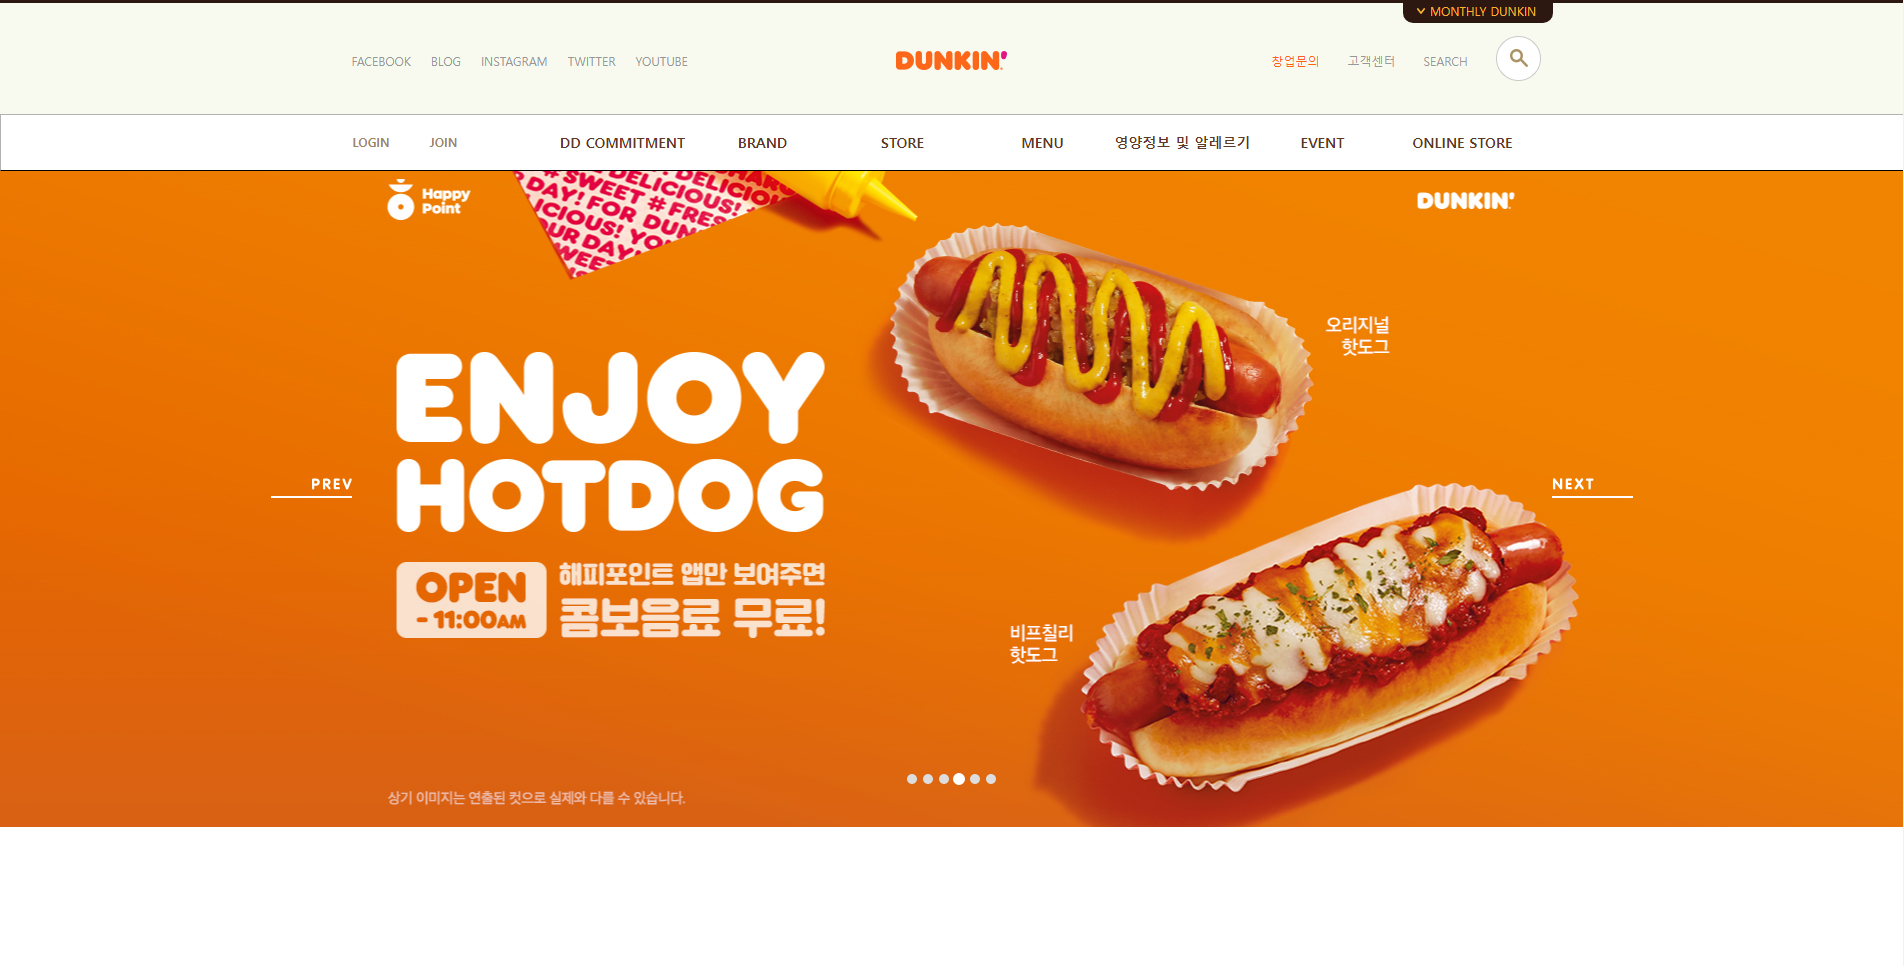 MONTHLY DUNKIN
FACEBOOK BLOG INSTAGRAM TWITTER YOUTUBE
DUNKIN'
창업문의 고객센터 SEARCH
LOGIN JOIN DD COMMITMENT BRAND STORE MENU 영양정보 및 알레르기 EVENT ONLINE STORE
Happy
Point
# SWEET # FRES
DAY! FOR DUN
DELICIOUS!
LICIOUS! YO
UR DAY!
WEE
DUNKIN'
오리지널
핫도그
ENJOY
HOTDOG
PREV
NEXT
OPEN
- 11:00AM
해피포인트 앱만 보여주면
콤보음료 무료!
비프칠리
핫도그
상기 이미지는 연출된 컷으로 실제와 다를 수 있습니다.